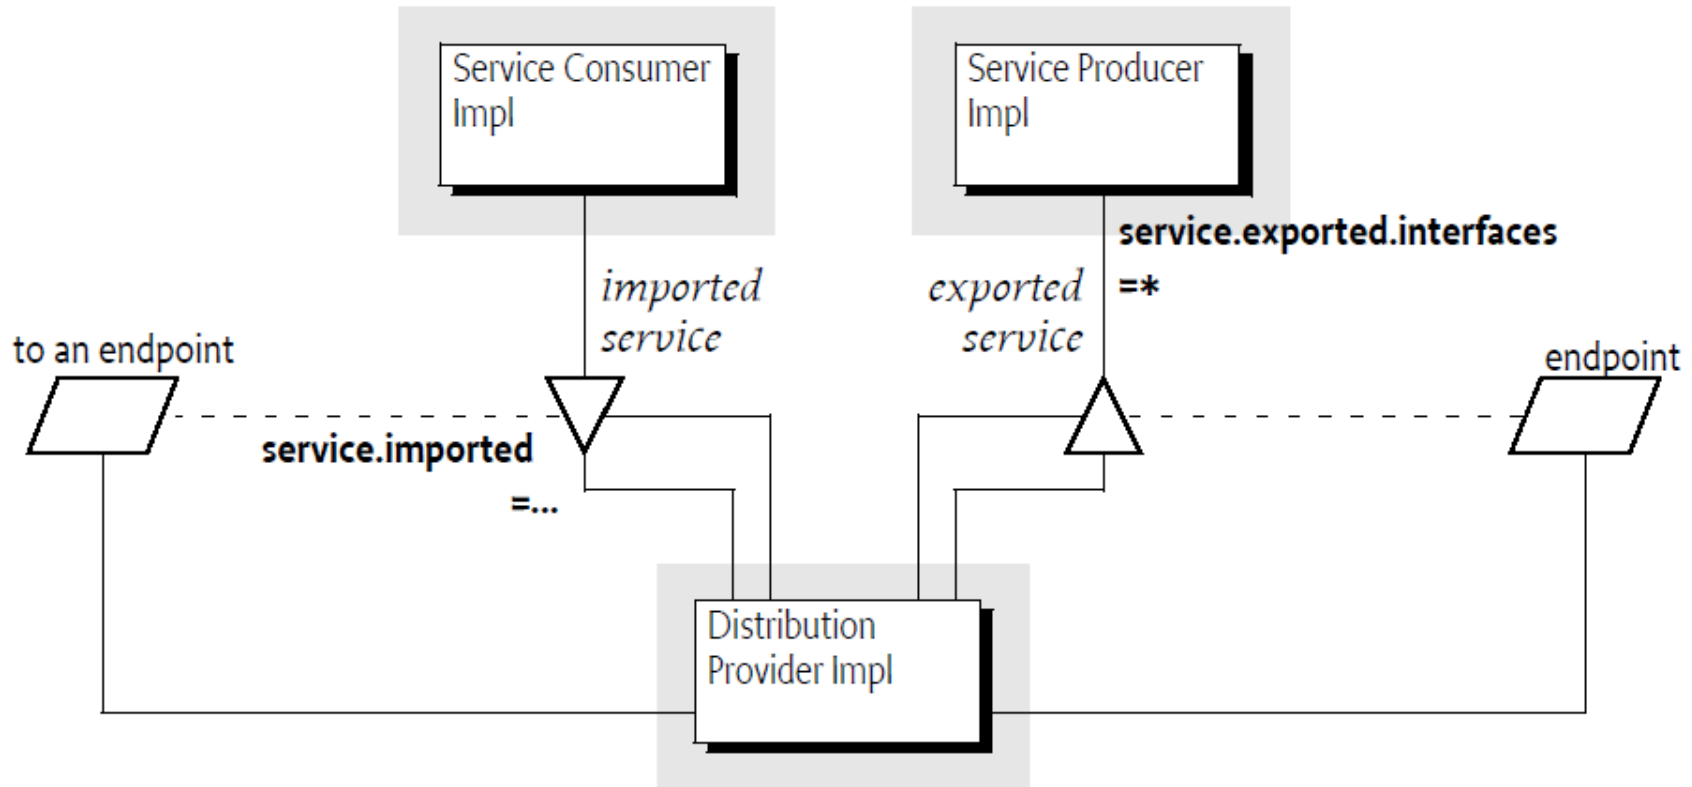 Service Consumer
Impl
Service Producer
Impl
service.exported.interfaces
=*
imported
service
exported
service
to an endpoint
endpoint
service.imported
=...
Distribution
Provider Impl